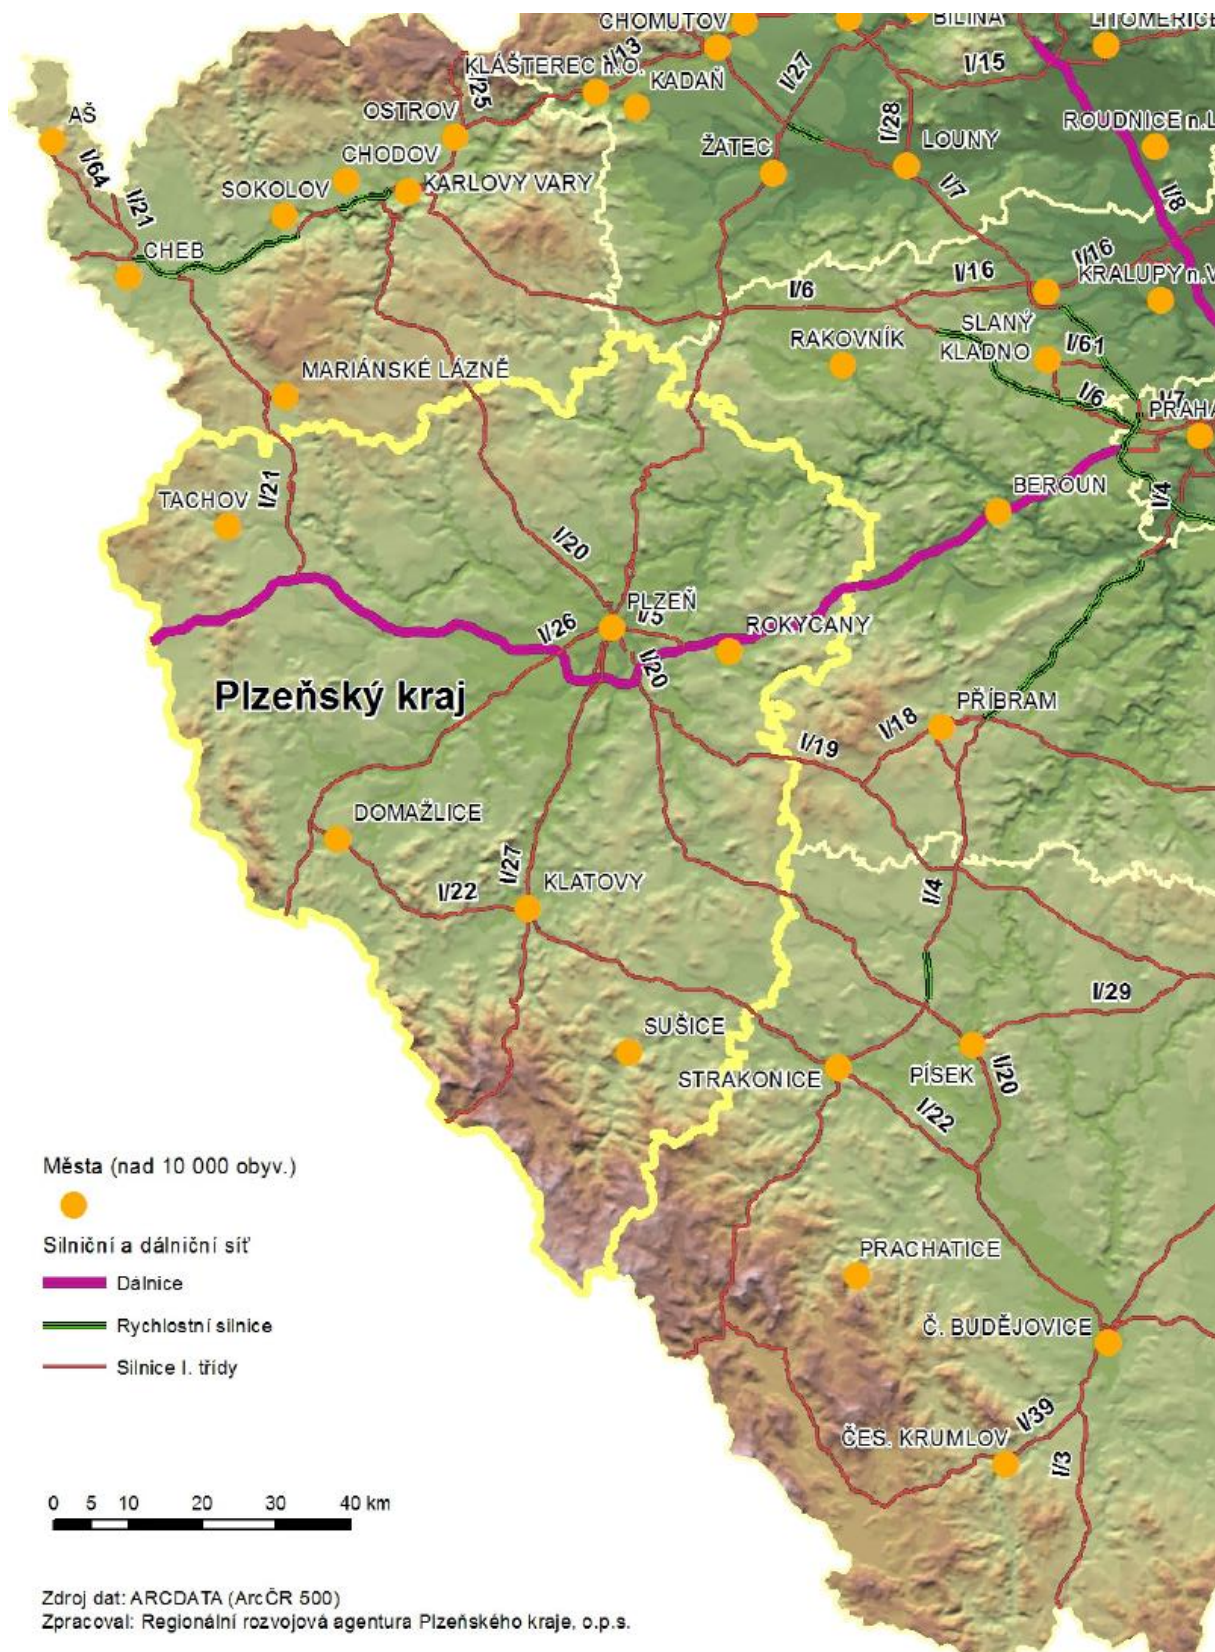 CHOMUTOV
BÍLINA
LITOMĚŘICE
I/13
I/27
I/15
KLÁŠTEREC n.O.
I/25
KADAŇ
AŠ
OSTROV
I/28
ROUDNICE n.L
CHODOV
ŽATEC
LOUNY
I/64
SOKOLOV
KARLOVY VARY
I/7
I/21
I/8
CHEB
I/16
I/16
KRALUPY n.V
I/6
SLANÝ
RAKOVNÍK
KLADNO
I/61
MARIÁNSKÉ LÁZNĚ
I/6
I/7
PRAHA
I/21
TACHOV
BEROUN
I/4
I/20
PLZEŇ
I/5
I/26
ROKYCANY
I/20
Plzeňský kraj
PŘÍBRAM
I/18
I/19
DOMAŽLICE
I/27
KLATOVY
I/22
I/4
I/29
SUŠICE
STRAKONICE
PÍSEK
I/20
I/22
Města (nad 10 000 obyv.)
Silniční a dálniční síť
PRACHATICE
Dálnice
Rychlostní silnice
Č. BUDĚJOVICE
Silnice I. třídy
I/39
ČES. KRUMLOV
I/3
0 5 10 20 30 40 km
Zdroj dat: ARCDATA (ArcČR 500)
Zpracoval: Regionální rozvojová agentura Plzeňského kraje, o.p.s.